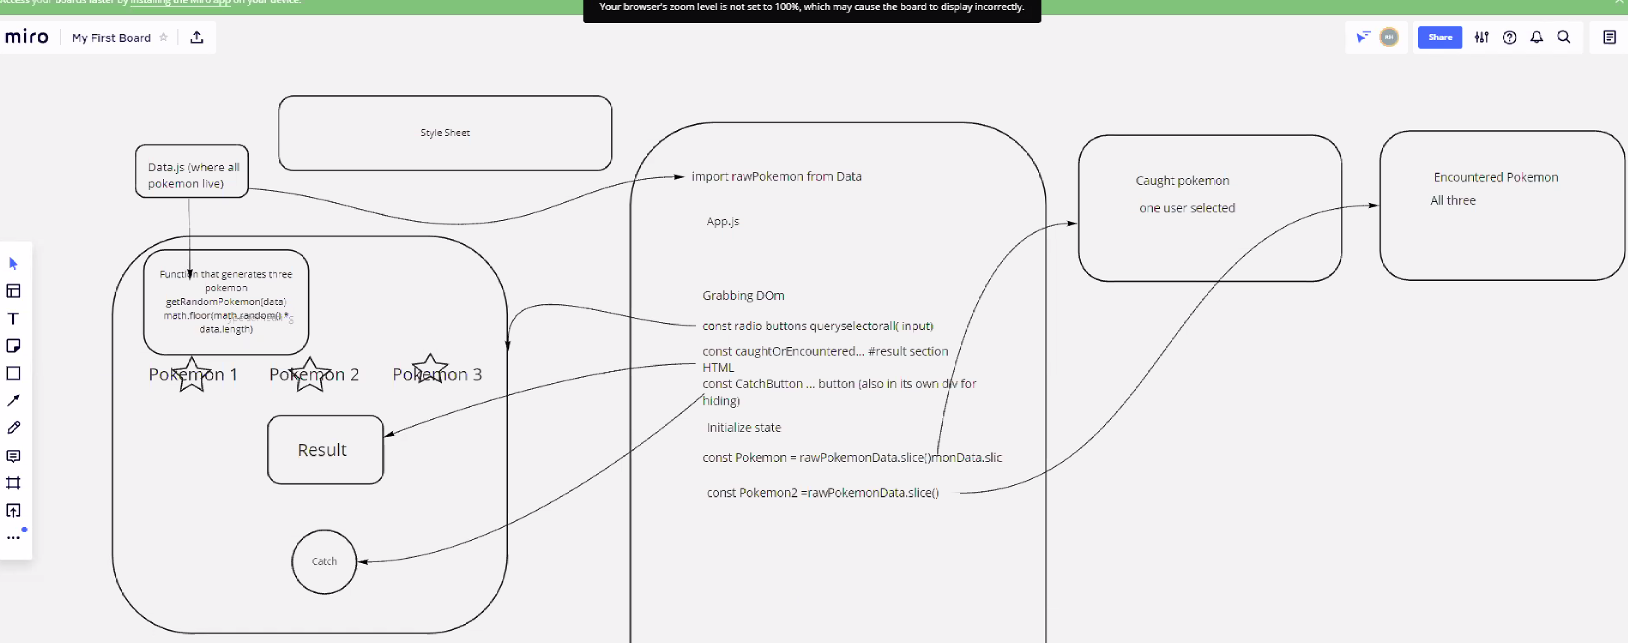 Access your boards faster by installing the Miro app on your device.
Your browser's zoom level is not set to 100%, which may cause the board to display incorrectly.
miro
My First Board
Share
Style Sheet
Data.js (where all
pokemon live)
Function that generates three
pokemon
getRandomPokemon(data)
math.floor(math.random() *
data.length)
Pokemon 1
Pokemon 2
Pokemon 3
Result
Catch
import rawPokemon from Data
App.js
Grabbing DOm
const radio buttons queryselectorall( input)
const caughtOrEncountered... #result section
HTML
const CatchButton ... button (also in its own div for
hiding)
Initialize state
const Pokemon = rawPokemonData.slice()monData.slic
const Pokemon2 =rawPokemonData.slice()
Caught pokemon
one user selected
Encountered Pokemon
All three